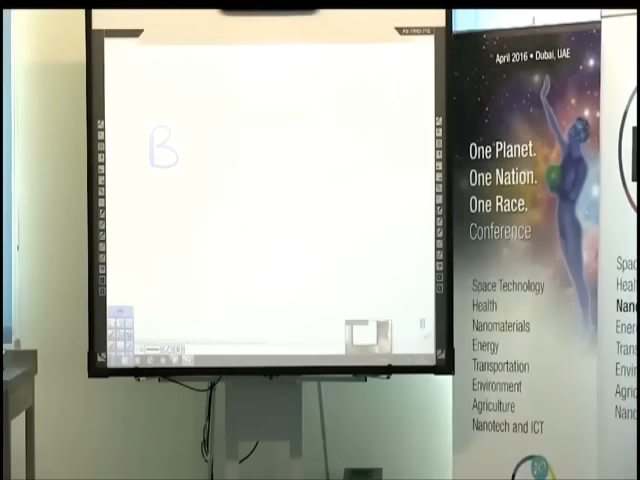 B
April 2016 • Dubai, UAE
One Planet.
One Nation.
One Race.
Conference
Space Technology
Health
Nanomaterials
Energy
Transportation
Environment
Agriculture
Nanotech and ICT